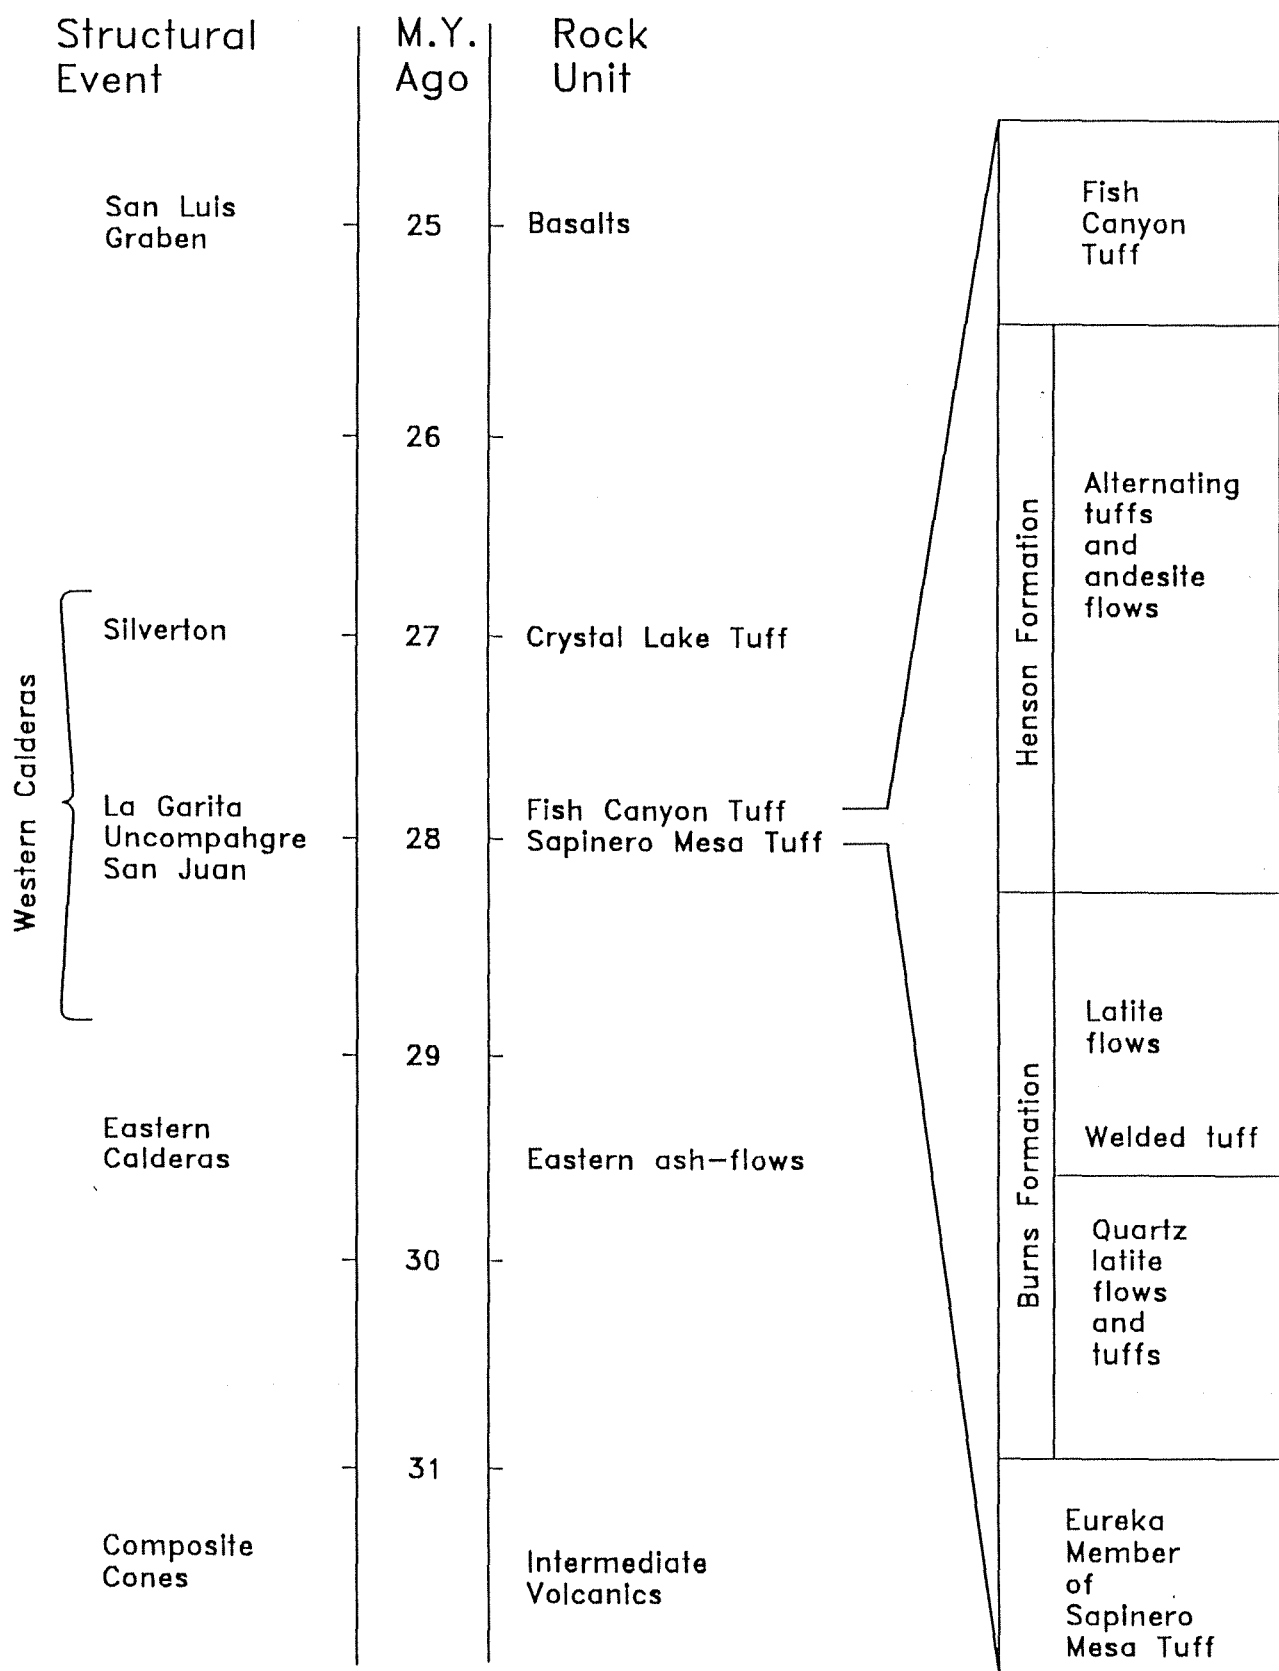 Structural
Event
M.Y.
Ago
Rock
Unit
San Luis
Graben
25
Basalts
26
Western Calderas
Silverton
27
Crystal Lake Tuff
La Garita
Uncompahgre
San Juan
28
Fish Canyon Tuff
Sapinero Mesa Tuff
29
Eastern
Calderas
Eastern ash-flows
30
31
Composite
Cones
Intermediate
Volcanics
Fish
Canyon
Tuff
Henson Formation
Alternating
tuffs
and
andesite
flows
Burns Formation
Latite
flows
Welded tuff
Quartz
latite
flows
and
tuffs
Eureka
Member
of
Sapinero
Mesa Tuff